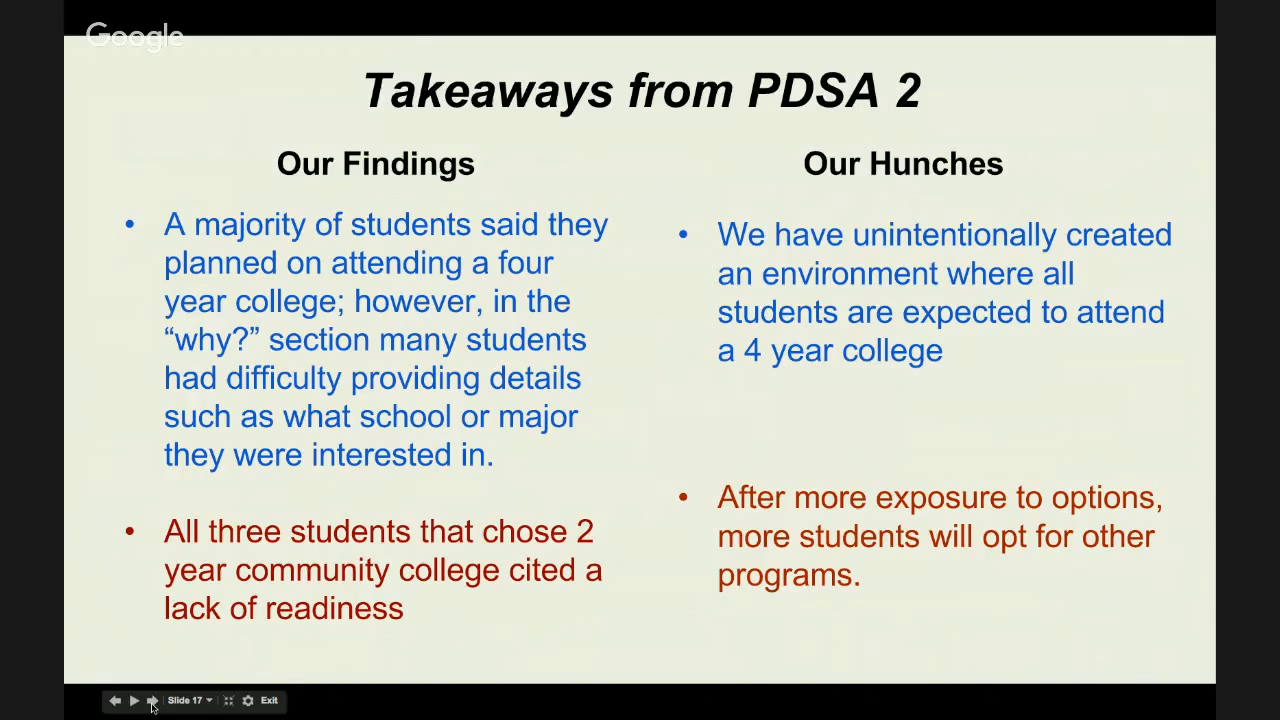 Google
Takeaways from PDSA 2
Our Findings
• A majority of students said they
planned on attending a four
year college; however, in the
“why?” section many students
had difficulty providing details
such as what school or major
they were interested in.
• All three students that chose 2
year community college cited a
lack of readiness
Our Hunches
• We have unintentionally created
an environment where all
students are expected to attend
a 4 year college
• After more exposure to options,
more students will opt for other
programs.
Slide 17
Exit